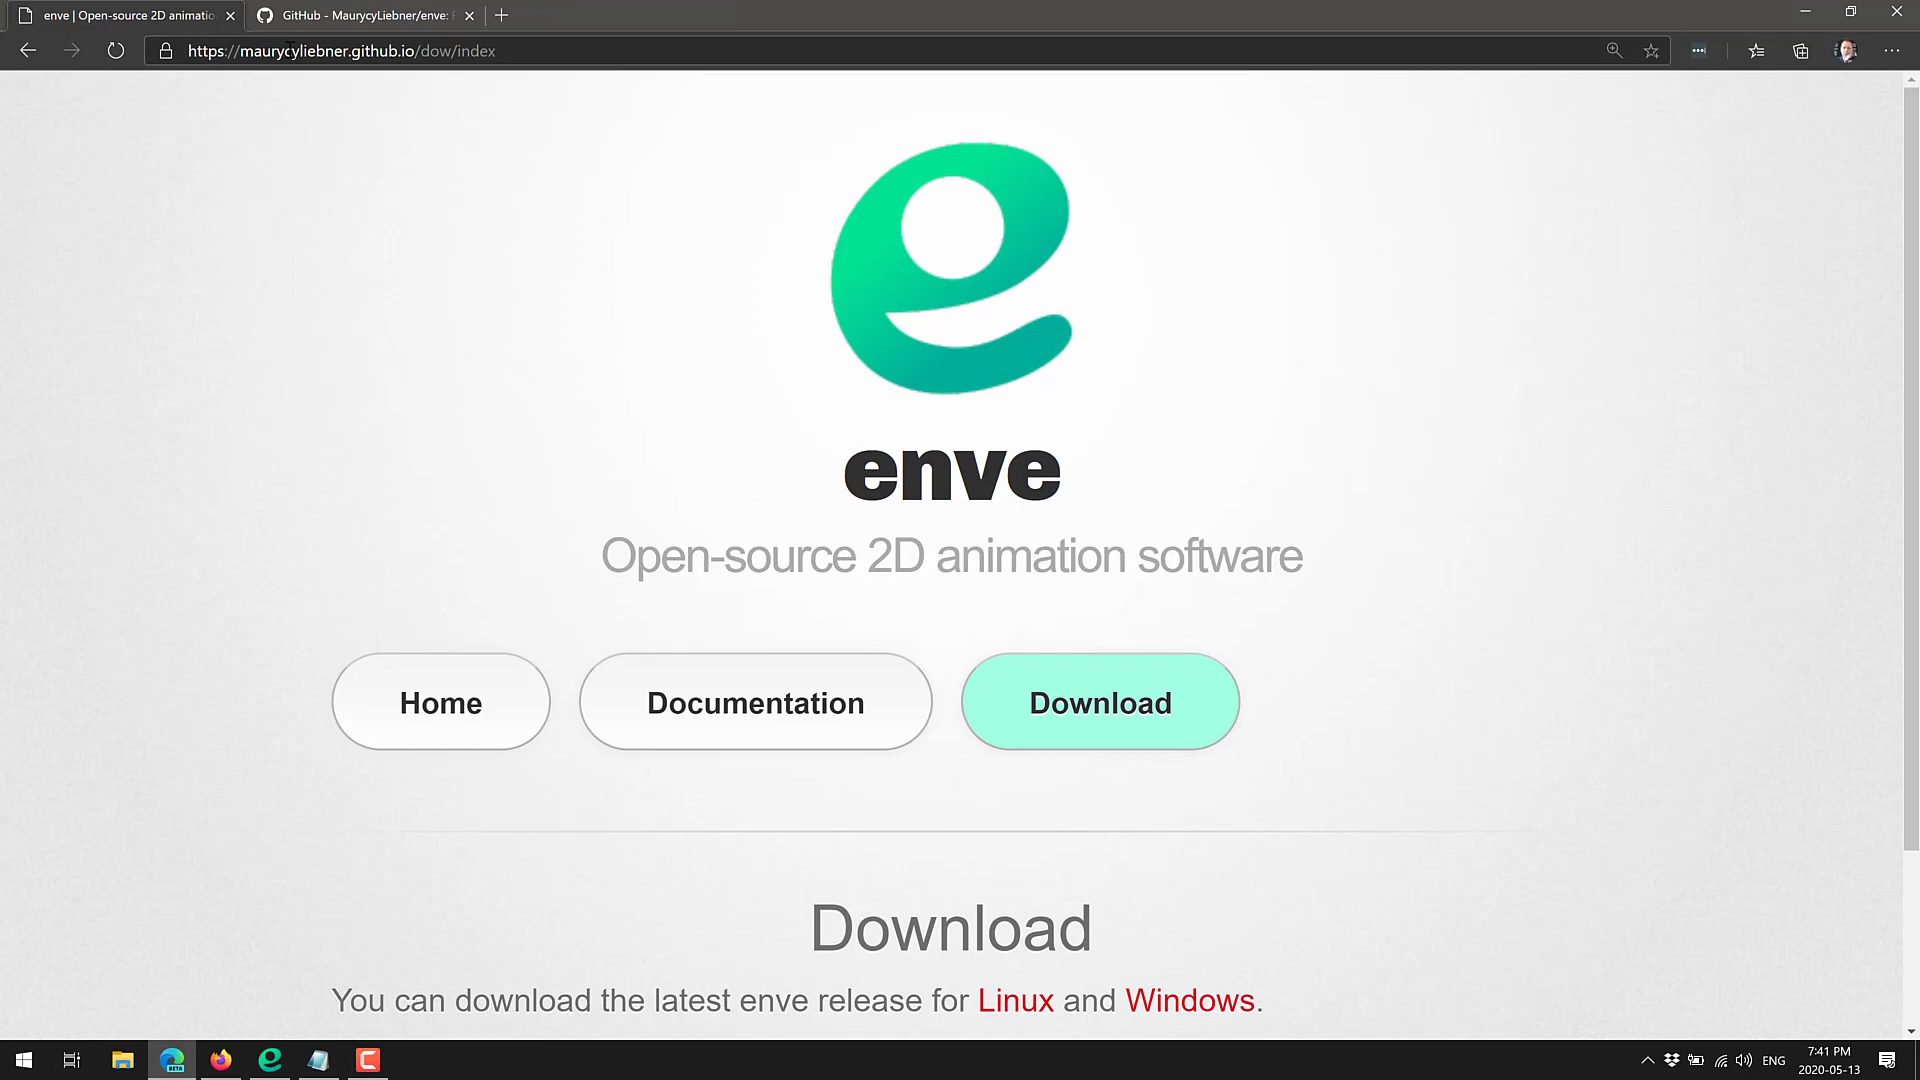 enve | Open-source 2D animatio
GitHub - MaurycyLiebner/enve: F
https://maurycyliebner.github.io/dow/index
enve
Open-source 2D animation software
Home
Documentation
Download
Download
You can download the latest enve release for Linux and Windows.
BETA
ENG
7:41 PM
2020-05-13